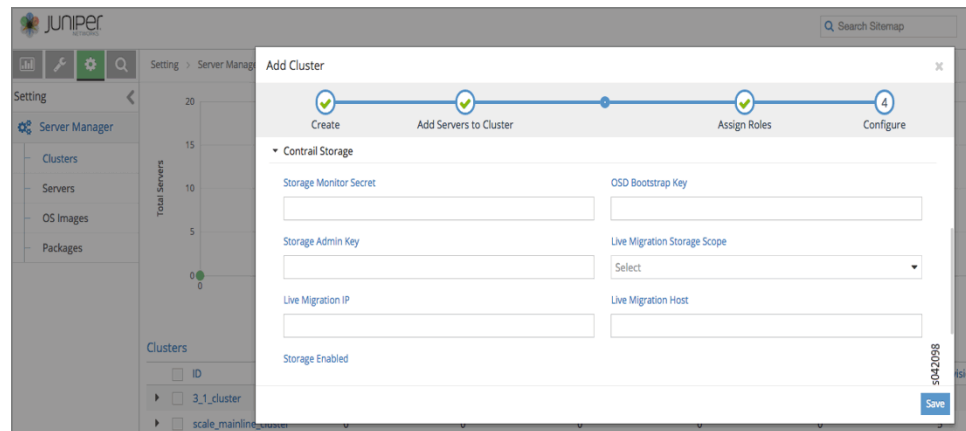 JUNIPER
NETWORKS
Search Sitemap
Setting > Server Manage
Add Cluster
×
Setting
Server Manager
Clusters
Servers
OS Images
Packages
Total Servers
20
15
10
5
0
0
Create
Add Servers to Cluster
Assign Roles
4
Configure
Contrail Storage
Storage Monitor Secret
OSD Bootstrap Key
Storage Admin Key
Live Migration Storage Scope
Select
Live Migration IP
Live Migration Host
Storage Enabled
s042098
Save
Clusters
ID
3_1_cluster
scale_mainline_cluster